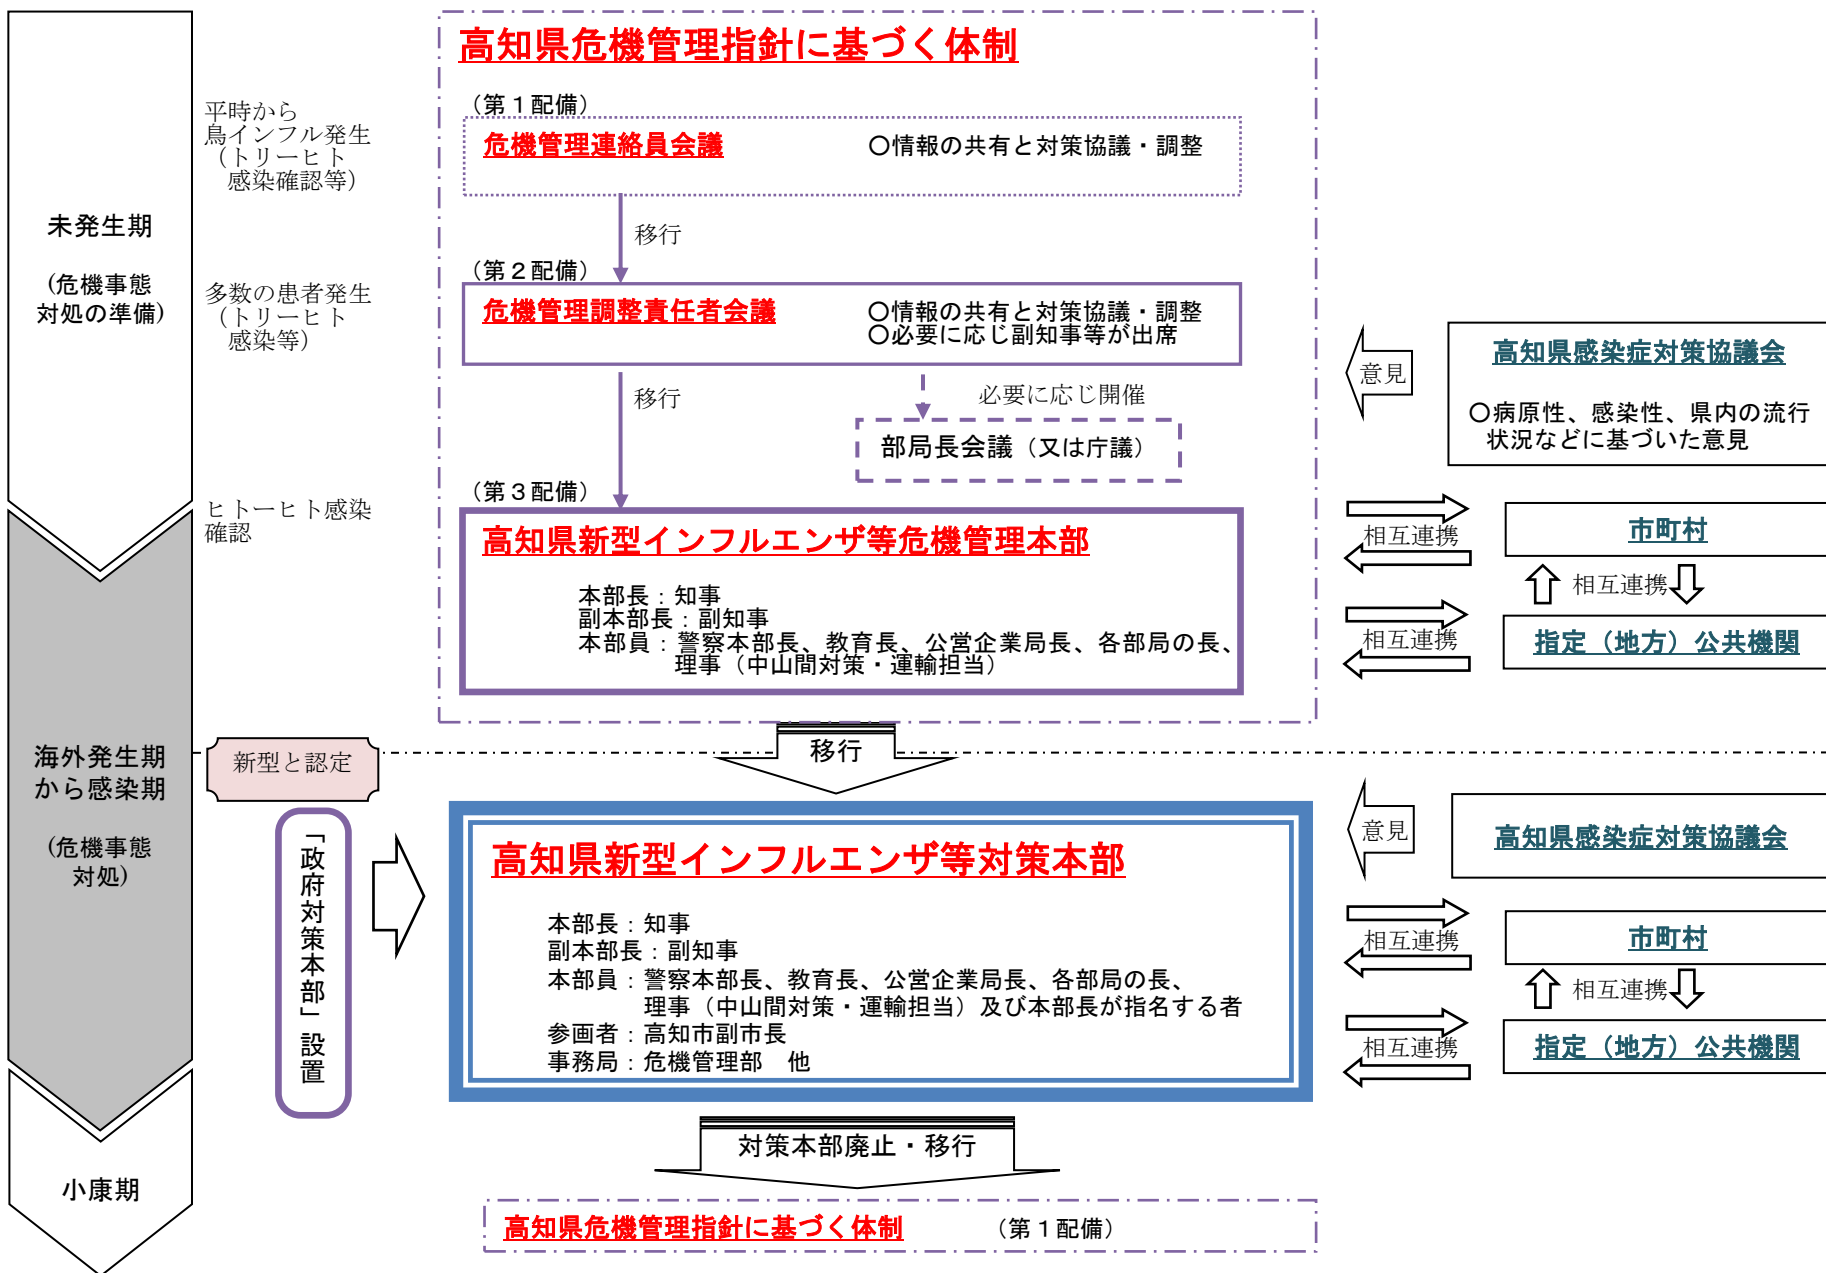 高知県危機管理指針に基づく体制
平時から
鳥インフル発生
（トリーヒト
感染確認等）
（第１配備）
危機管理連絡員会議
〇情報の共有と対策協議・調整
移行
未発生期
(危機事態
対処の準備)
多数の患者発生
（トリーヒト
感染等）
（第２配備）
危機管理調整責任者会議
〇情報の共有と対策協議・調整
〇必要に応じ副知事等が出席
移行
必要に応じ開催
部局長会議（又は庁議）
意見
高知県感染症対策協議会
〇病原性、感染性、県内の流行
状況などに基づいた意見
ヒトーヒト感染
確認
（第３配備）
高知県新型インフルエンザ等危機管理本部
本部長：知事
副本部長：副知事
本部員：警察本部長、教育長、公営企業局長、各部局の長、
理事（中山間対策・運輸担当）
相互連携
市町村
相互連携
相互連携
指定（地方）公共機関
海外発生期
から感染期
(危機事態
対処)
新型と認定
移行
「政府対策本部」設置
高知県新型インフルエンザ等対策本部
本部長：知事
副本部長：副知事
本部員：警察本部長、教育長、公営企業局長、各部局の長、
理事（中山間対策・運輸担当）及び本部長が指名する者
参画者：高知市副市長
事務局：危機管理部　他
意見
高知県感染症対策協議会
相互連携
市町村
相互連携
相互連携
指定（地方）公共機関
対策本部廃止・移行
小康期
高知県危機管理指針に基づく体制
（第１配備）